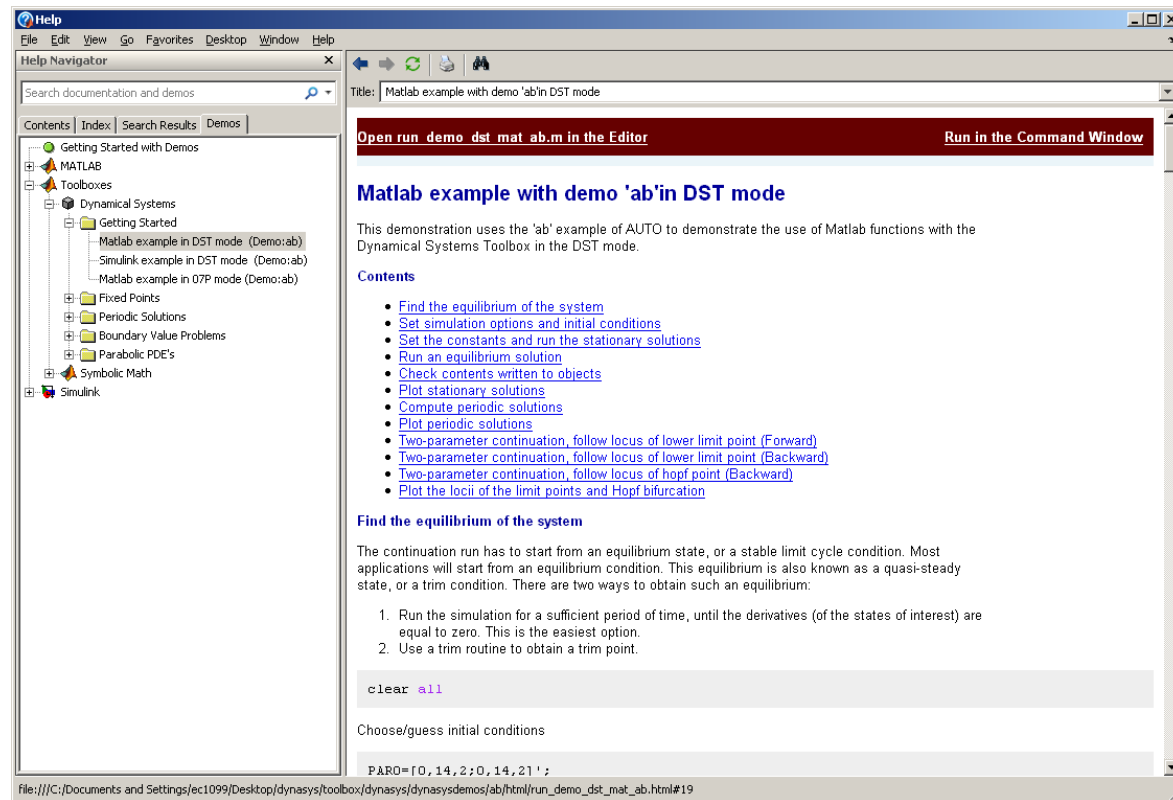 Help
File Edit View Go Favorites Desktop Window Help
Help Navigator
Search documentation and demos
Contents Index Search Results Demos
Getting Started with Demos
MATLAB
Toolboxes
Dynamical Systems
Getting Started
Matlab example in DST mode (Demo:ab)
Simulink example in DST mode (Demo:ab)
Matlab example in 07P mode (Demo:ab)
Fixed Points
Periodic Solutions
Boundary Value Problems
Parabolic PDE's
Symbolic Math
Simulink
Title: Matlab example with demo 'ab'in DST mode
Open run_demo_dst_mat_ab.m in the Editor Run in the Command Window
Matlab example with demo 'ab'in DST mode
This demonstration uses the 'ab' example of AUTO to demonstrate the use of Matlab functions with the
Dynamical Systems Toolbox in the DST mode.
Contents
Find the equilibrium of the system
Set simulation options and initial conditions
Set the constants and run the stationary solutions
Run an equilibrium solution
Check contents written to objects
Plot stationary solutions
Compute periodic solutions
Plot periodic solutions
Two-parameter continuation, follow locus of lower limit point (Forward)
Two-parameter continuation, follow locus of lower limit point (Backward)
Two-parameter continuation, follow locus of hopf point (Backward)
Plot the locii of the limit points and Hopf bifurcation
Find the equilibrium of the system
The continuation run has to start from an equilibrium state, or a stable limit cycle condition. Most
applications will start from an equilibrium condition. This equilibrium is also known as a quasi-steady
state, or a trim condition. There are two ways to obtain such an equilibrium:
1. Run the simulation for a sufficient period of time, until the derivatives (of the states of interest) are
equal to zero. This is the easiest option.
2. Use a trim routine to obtain a trim point.
clear all
Choose/guess initial conditions
PAR0=[0,14,2;0,14,2]';
file:///C:/Documents and Settings/ec1099/Desktop/dynasys/toolbox/dynasys/dynasysdemos/ab/html/run_demo_dst_mat_ab.html#19